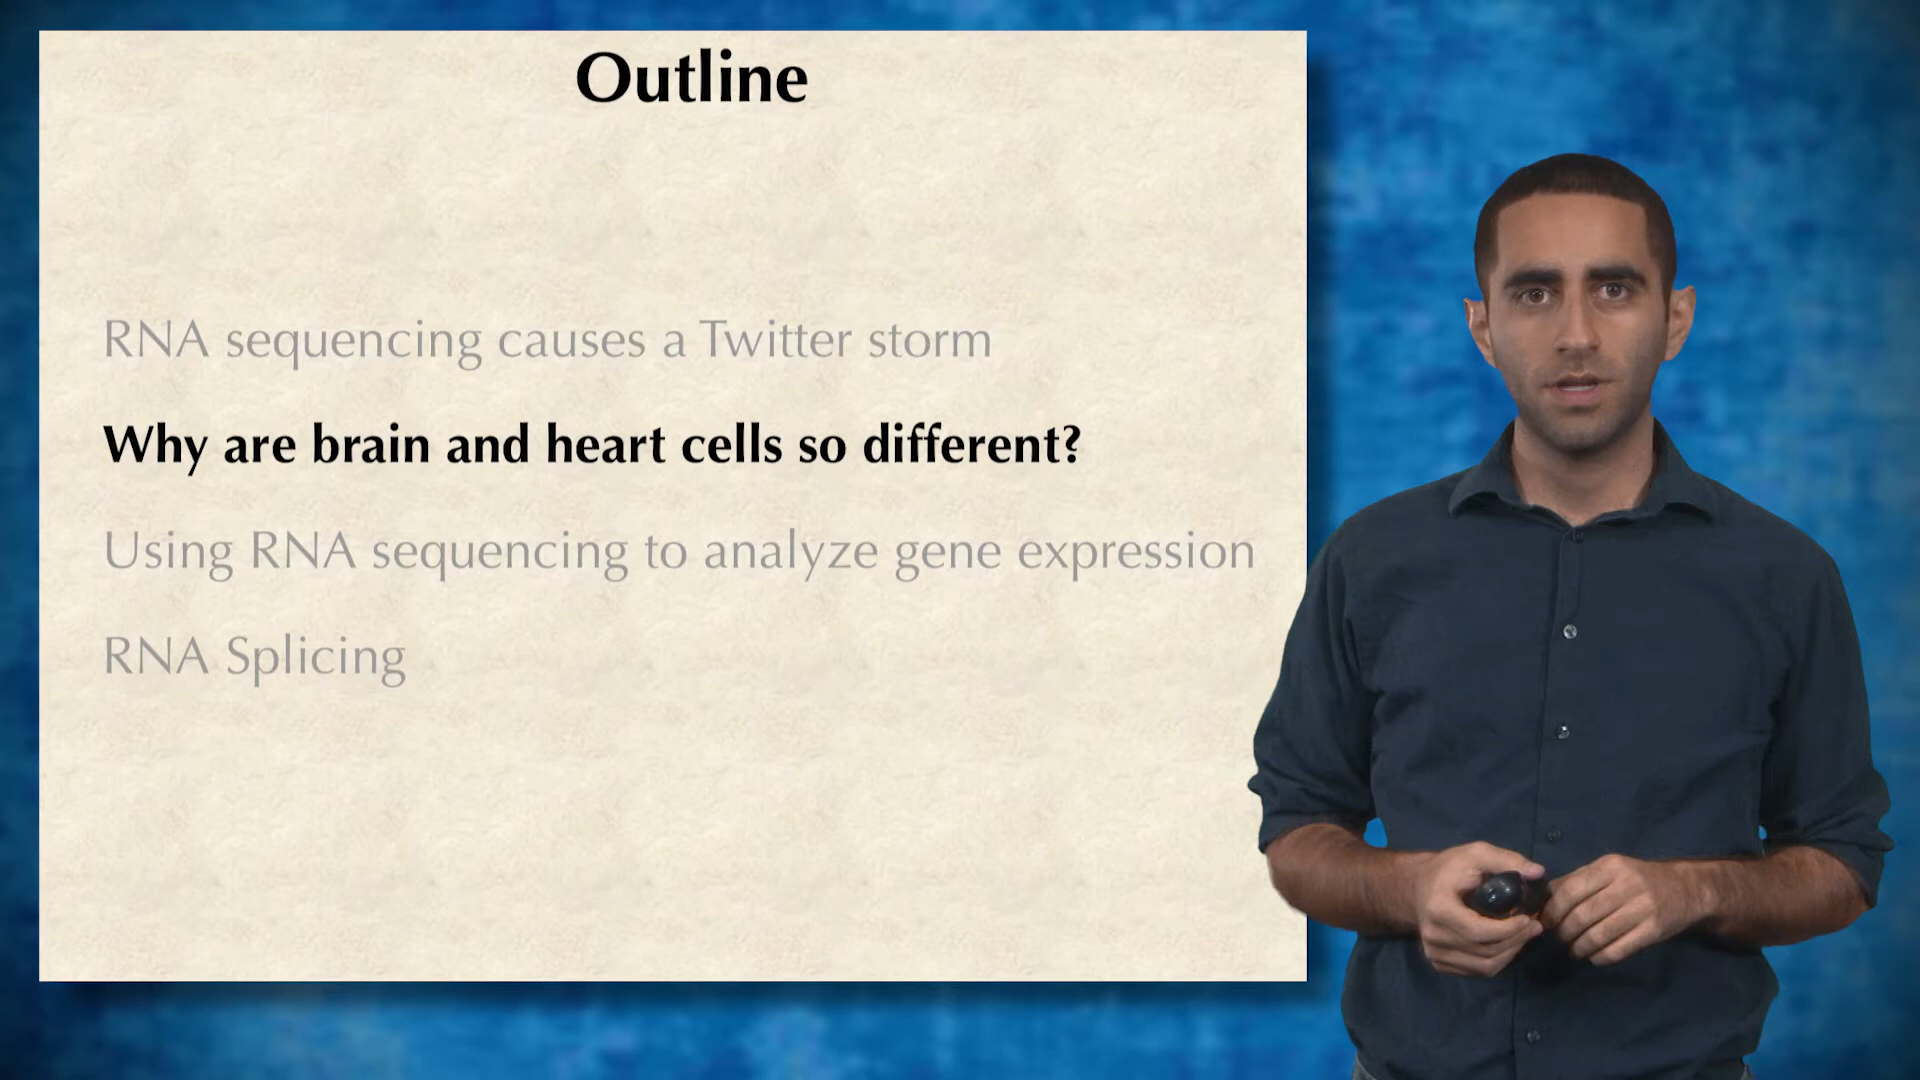 Outline
RNA sequencing causes a Twitter storm
Why are brain and heart cells so different?
Using RNA sequencing to analyze gene expression
RNA Splicing